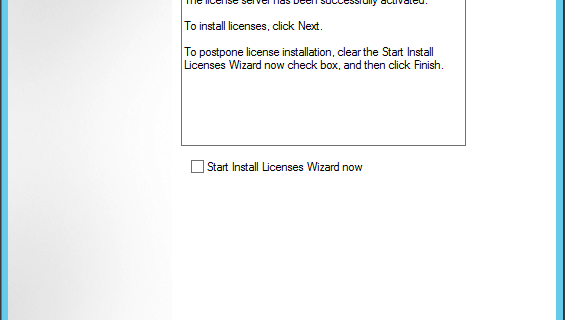 The license server has been successfully activated.
To install licenses, click Next.
To postpone license installation, clear the Start Install
Licenses Wizard now check box, and then click Finish.
Start Install Licenses Wizard now